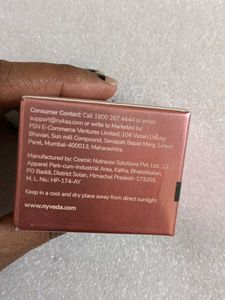 Consumer Contact: Call 1800 267 4444 or email
support@nykaa.com or write to Marketed by
FSN E-Commerce Ventures Limited, 104 Vasan Udyog
Bhavan, Sun mill Compound, Senapati Bapat Marg, Lower
Parel, Mumbai-400013, Maharashtra.
Manufactured by: Cosmic Nutracos Solutions Pvt. Ltd.,
Apparel Park-cum-Industrial Area, Katha, Bhatolikalan,
PO Baddi, District Solan, Himachal Pradesh-173205.
M. L. No.: HP-174-AY
Keep in a cool and dry place away from direct sunlight.
www.nyveda.com